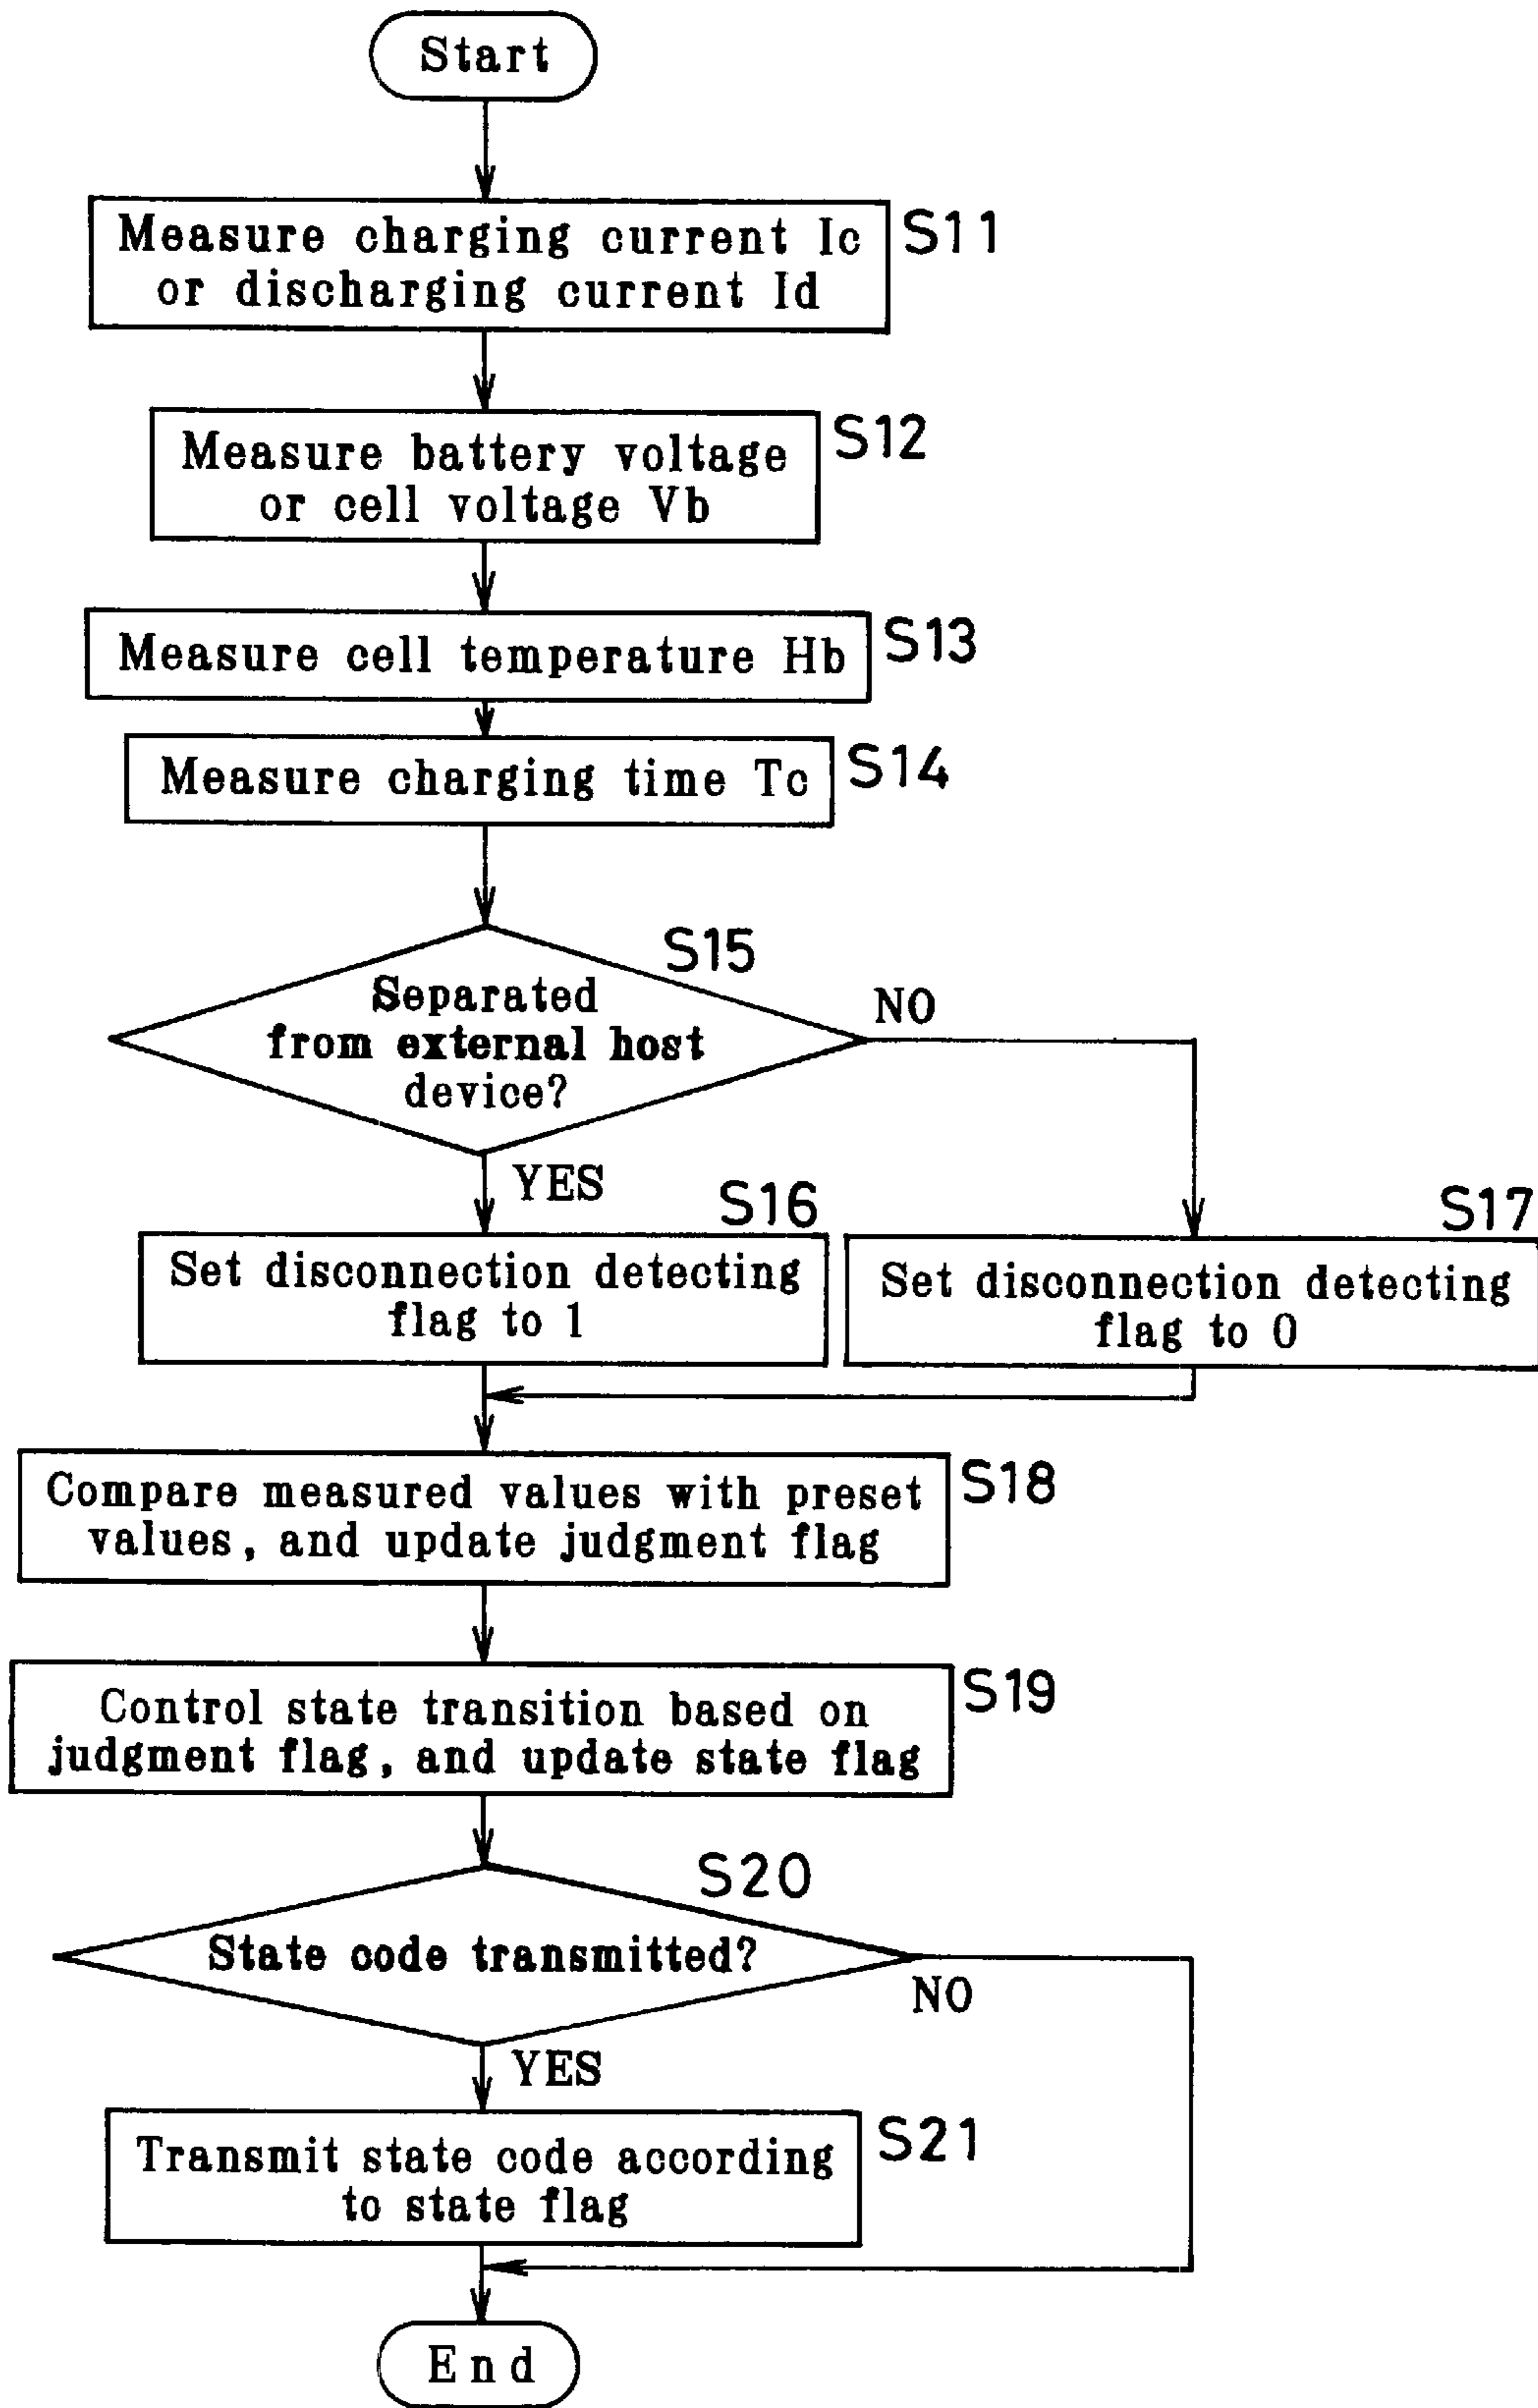 Start
Measure charging current Ic
or discharging current Id
S11
Measure battery voltage
or cell voltage Vb
S12
Measure cell temperature Hb
S13
Measure charging time Tc
S14
S15
Separated
from external host
device?
NO
YES
S16
Set disconnection detecting
flag to 1
S17
Set disconnection detecting
flag to 0
Compare measured values with preset
values, and update judgment flag
S18
Control state transition based on
judgment flag, and update state flag
S19
S20
State code transmitted?
NO
YES
Transmit state code according
to state flag
S21
End